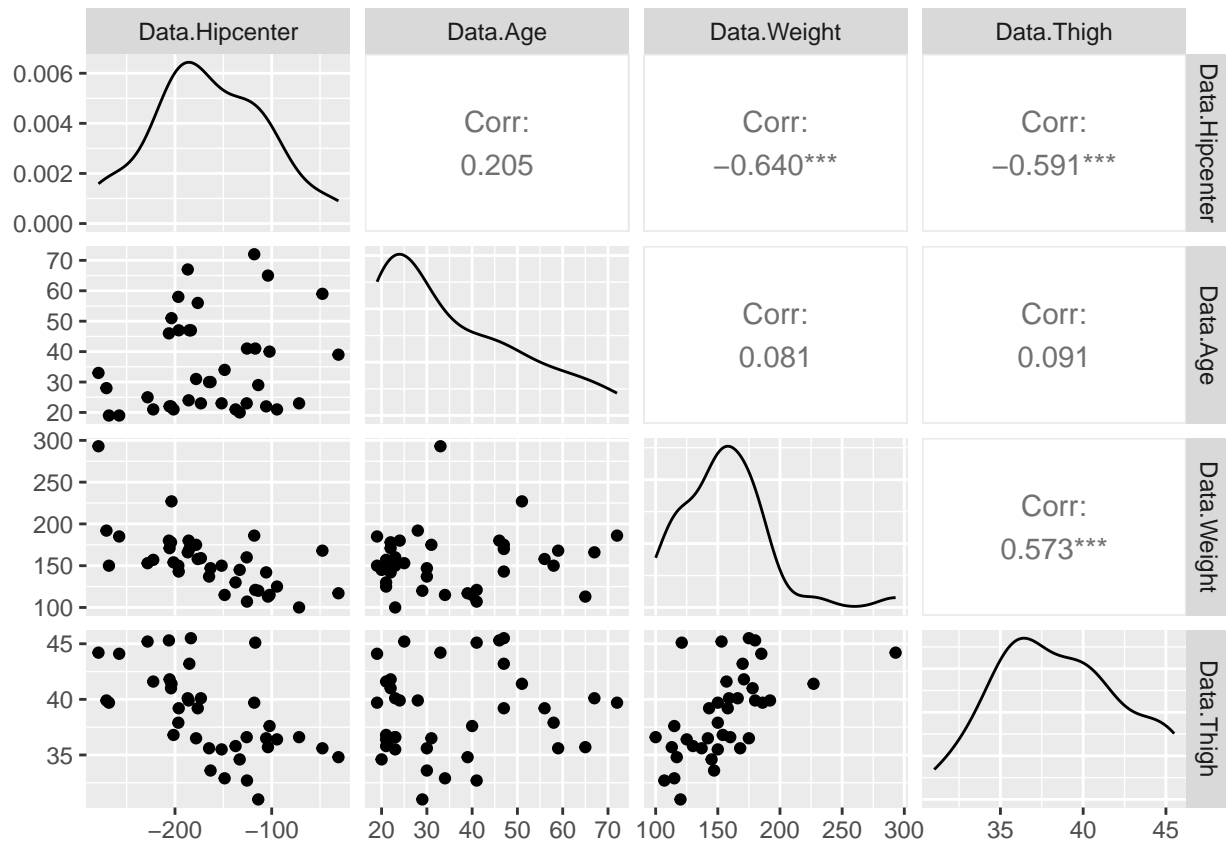 Data.Hipcenter
Data.Age
Data.Weight
Data.Thigh
0.006
0.004
0.002
0.000
Corr:
0.205
Corr:
−0.640***
Corr:
−0.591***
Data.Hipcenter
70
60
50
40
30
20
Corr:
0.081
Corr:
0.091
Data.Age
300
250
200
150
100
Corr:
0.573***
Data.Weight
45
40
35
Data.Thigh
−200 −100
20 30 40 50 60 70
100 150 200 250 300
35 40 45